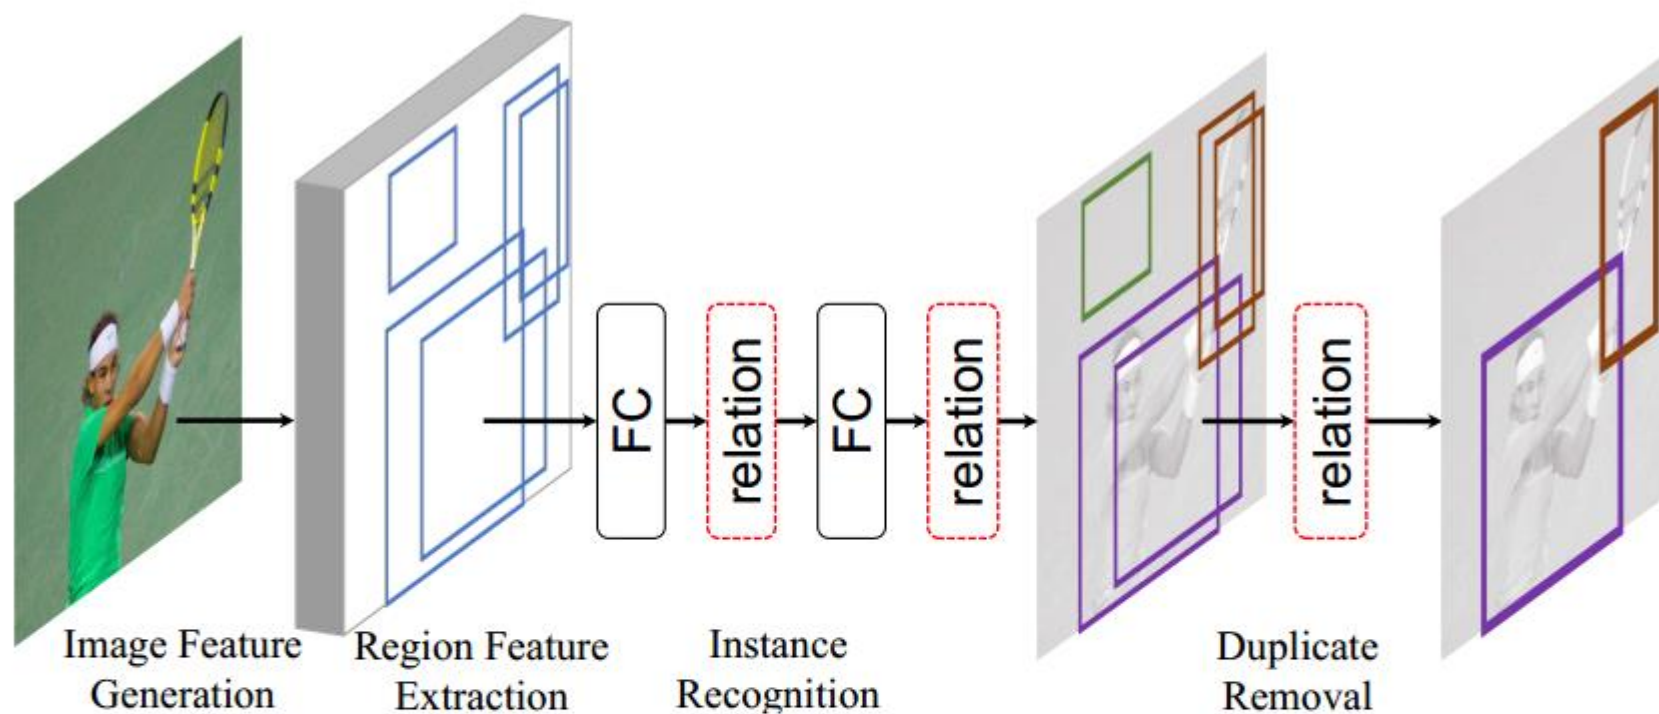 FC
relation
FC
relation
relation
Image Feature
Generation
Region Feature
Extraction
Instance
Recognition
Duplicate
Removal